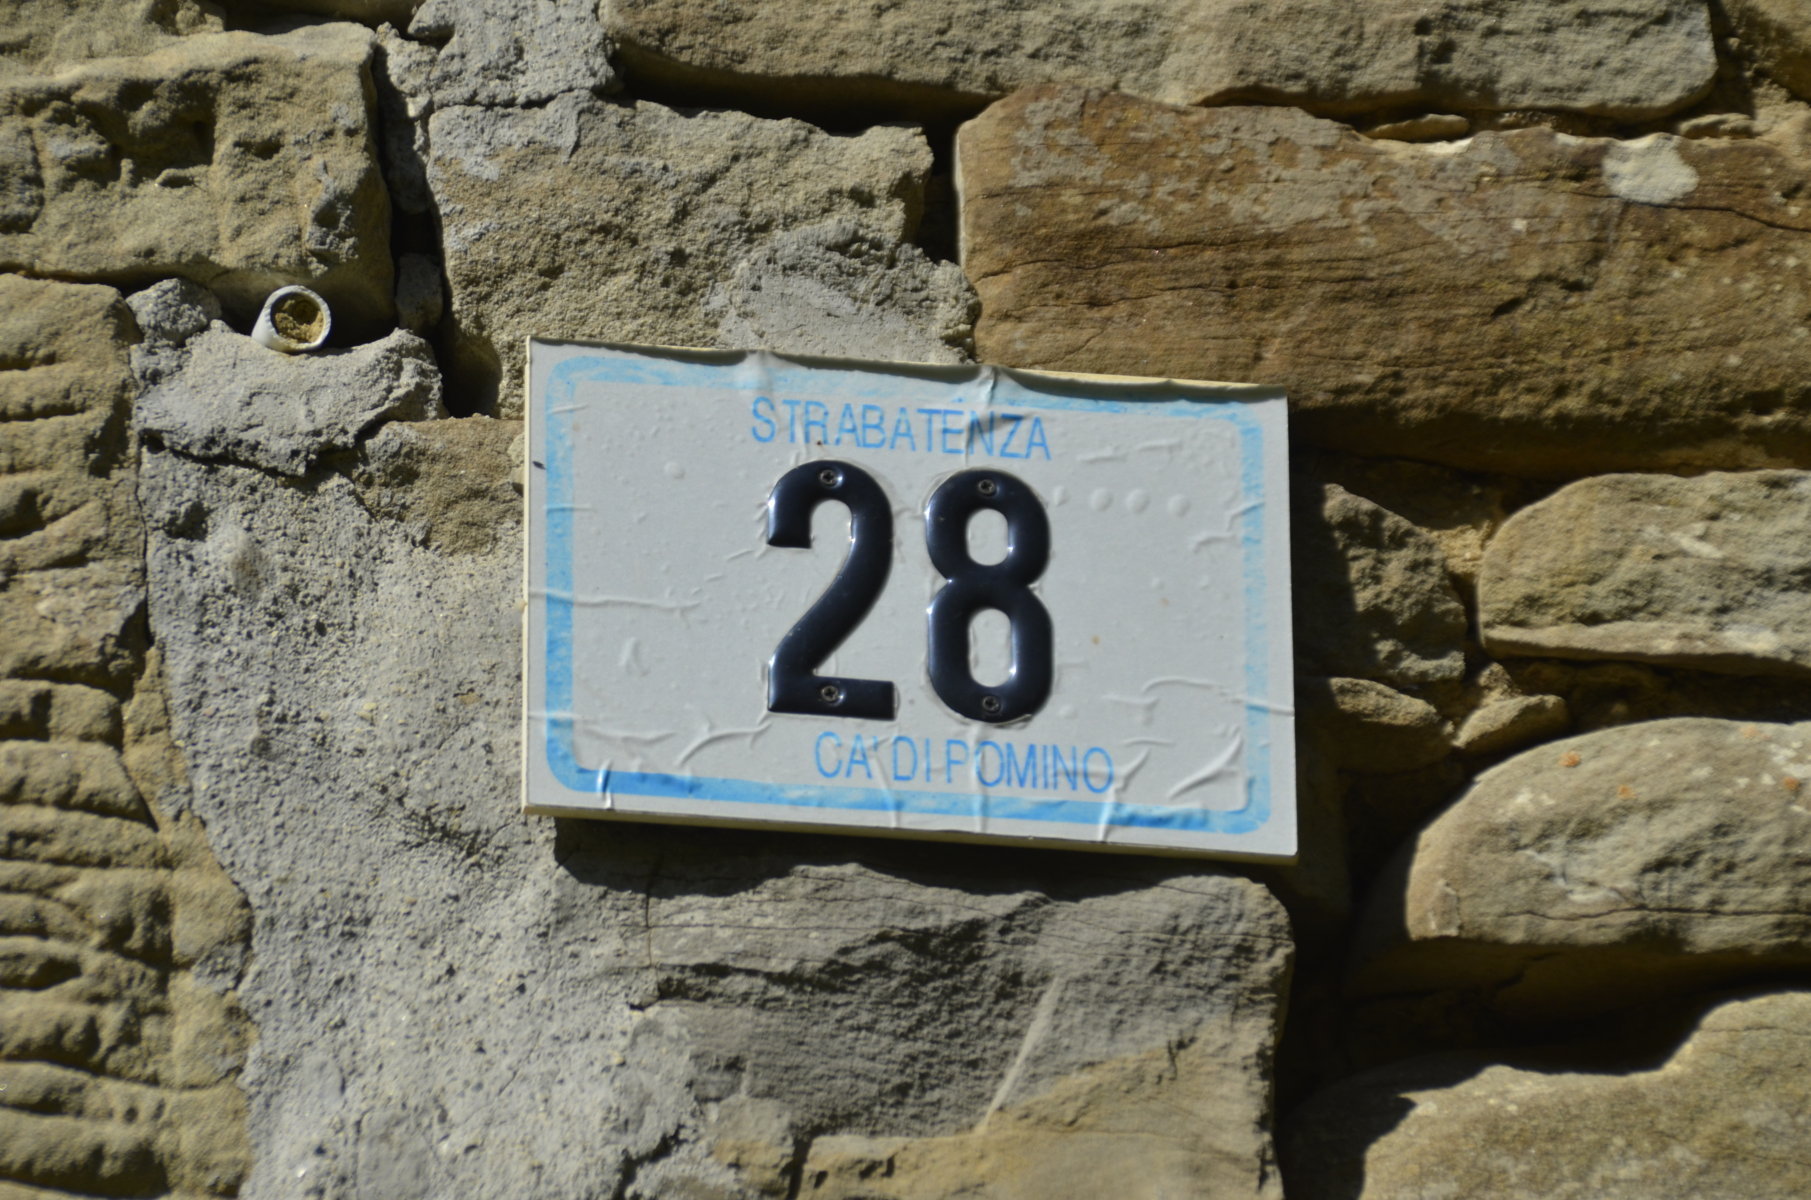 STRABATENZA
28
CA' DI POMINO